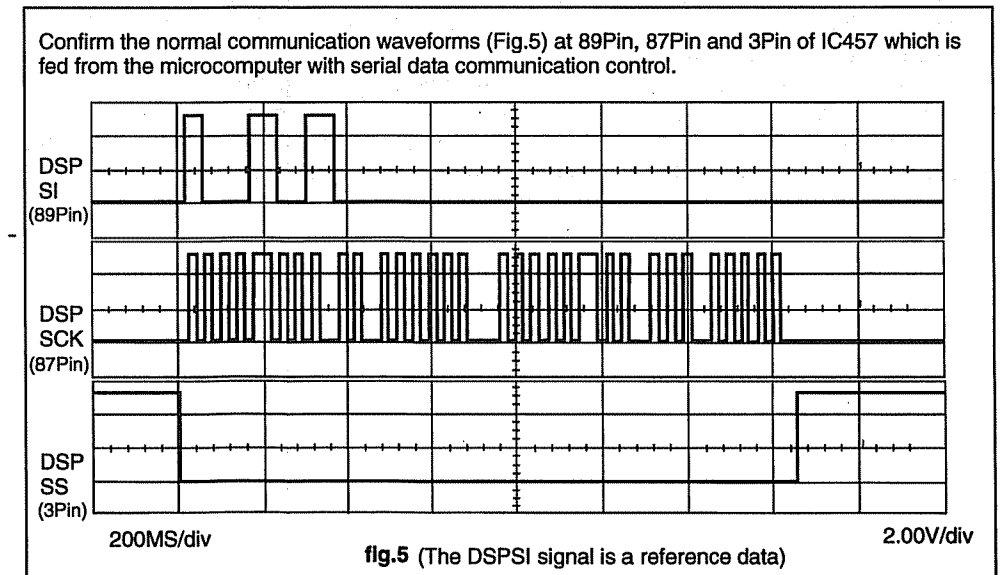 Confirm the normal communication waveforms (Fig.5) at 89Pin, 87Pin and 3Pin of IC457 which is
fed from the microcomputer with serial data communication control.
DSP
SI
(89Pin)
DSP
SCK
(87Pin)
DSP
SS
(3Pin)
200MS/div
2.00V/div
fig.5 (The DSPSI signal is a reference data)